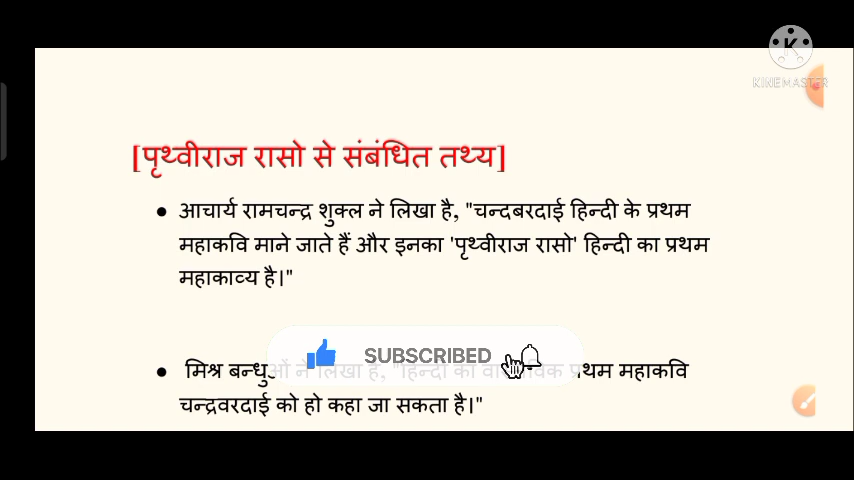 KINEMASTER
[पृथ्वीराज रासो से संबंधित तथ्य]
● आचार्य रामचन्द्र शुक्ल ने लिखा है, "चन्दबरदाई हिन्दी के प्रथम
महाकवि माने जाते हैं और इनका 'पृथ्वीराज रासो' हिन्दी का प्रथम
महाकाव्य है।"
SUBSCRIBED
● मिश्र बन्धुओं ने लिखा है, "हिन्दी का वास्तविक प्रथम महाकवि
चन्द्रवरदाई को हो कहा जा सकता है।"